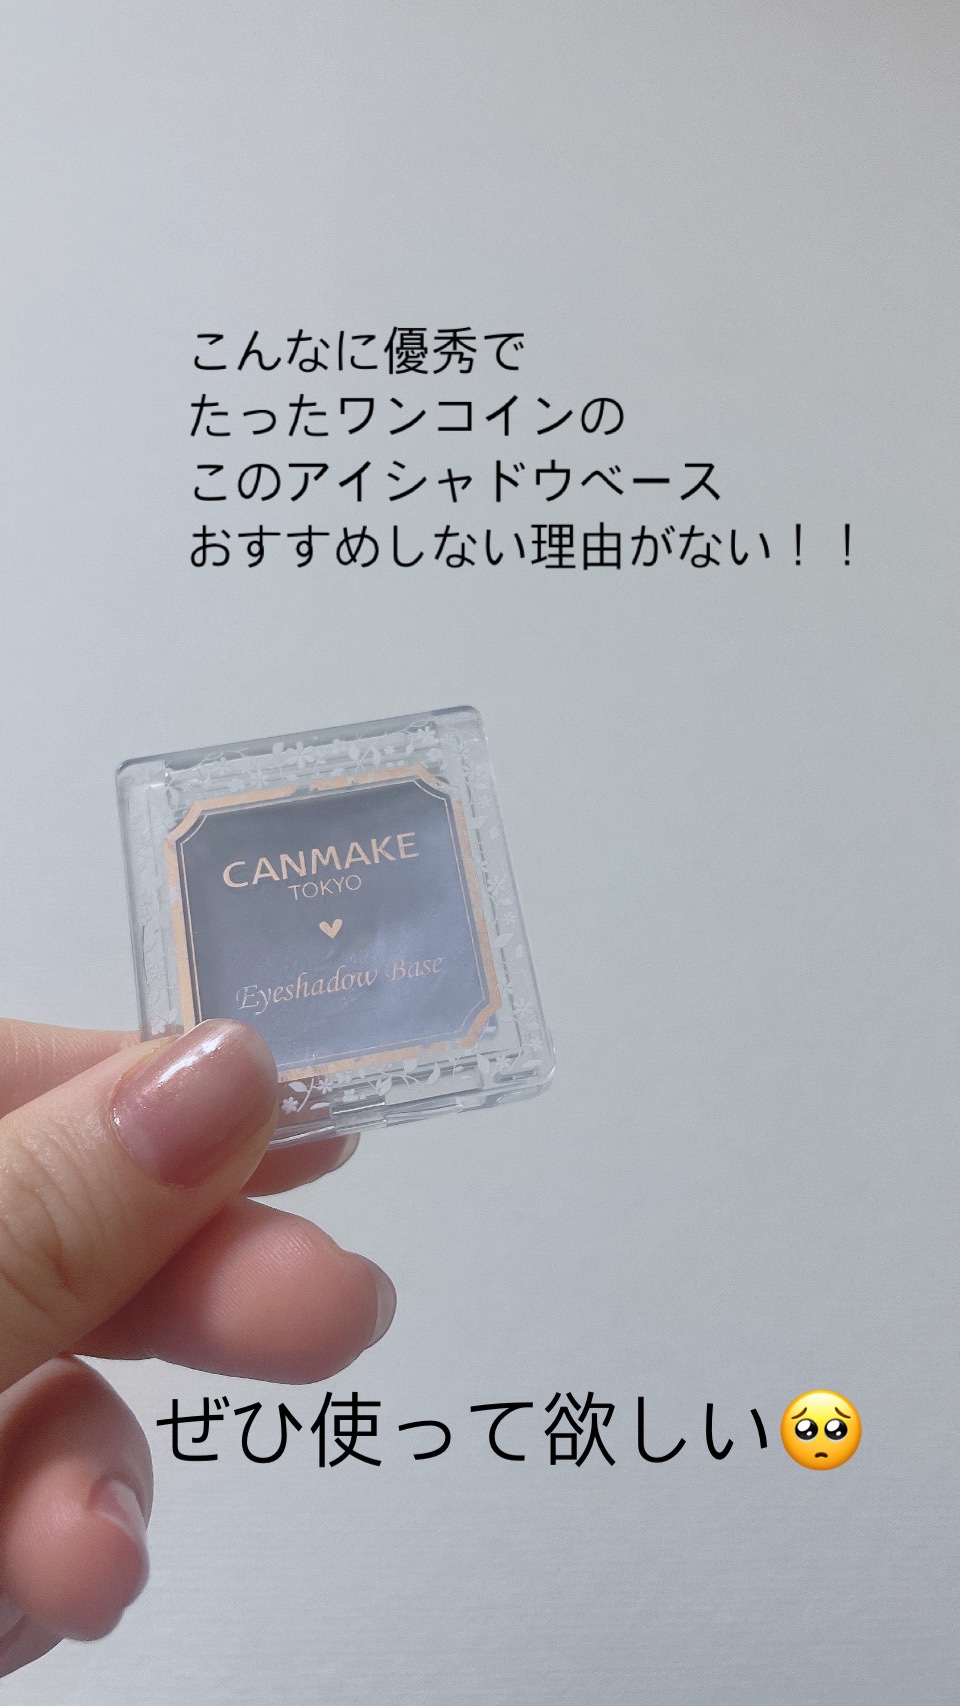 こんなに優秀で
たったワンコインの
このアイシャドウベース
おすすめしない理由がない！！
CANMAKE
TOKYO
Eyeshadow Base
ぜひ使って欲しい🥺